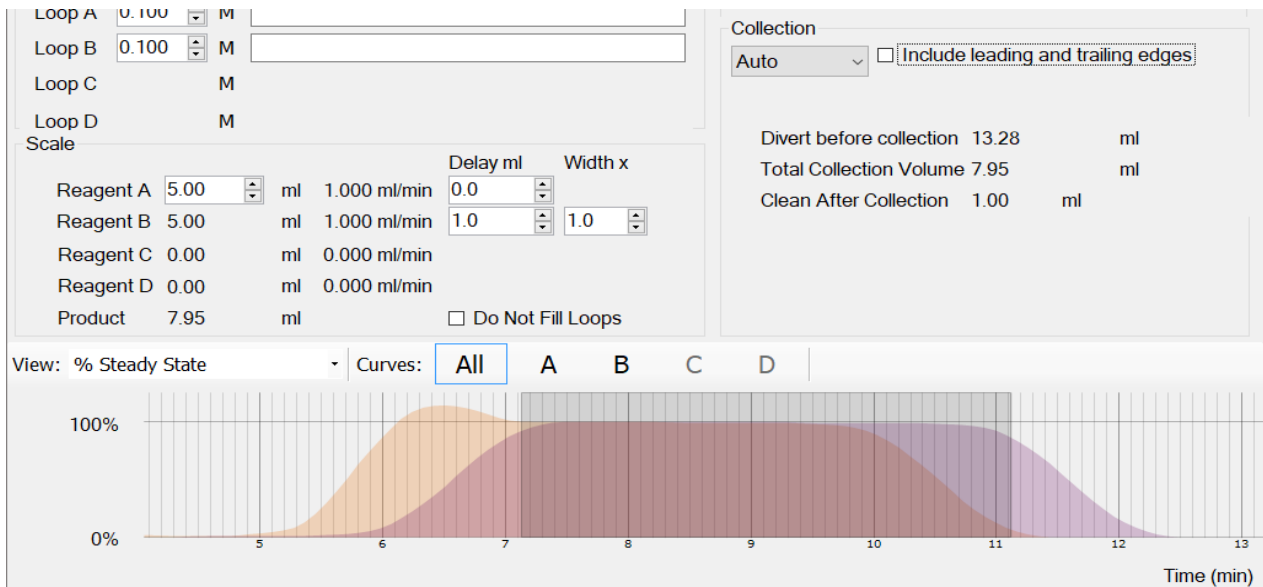 Loop A 0.100 M
Loop B 0.100 M
Loop C M
Loop D M
Scale
Delay ml Width x
Reagent A 5.00 ml 1.000 ml/min 0.0
Reagent B 5.00 ml 1.000 ml/min 1.0 1.0
Reagent C 0.00 ml 0.000 ml/min
Reagent D 0.00 ml 0.000 ml/min
Product 7.95 ml Do Not Fill Loops
Collection
Auto Include leading and trailing edges
Divert before collection 13.28 ml
Total Collection Volume 7.95 ml
Clean After Collection 1.00 ml
View: % Steady State Curves: All A B C D
100%
0%
5 6 7 8 9 10 11 12 13
Time (min)